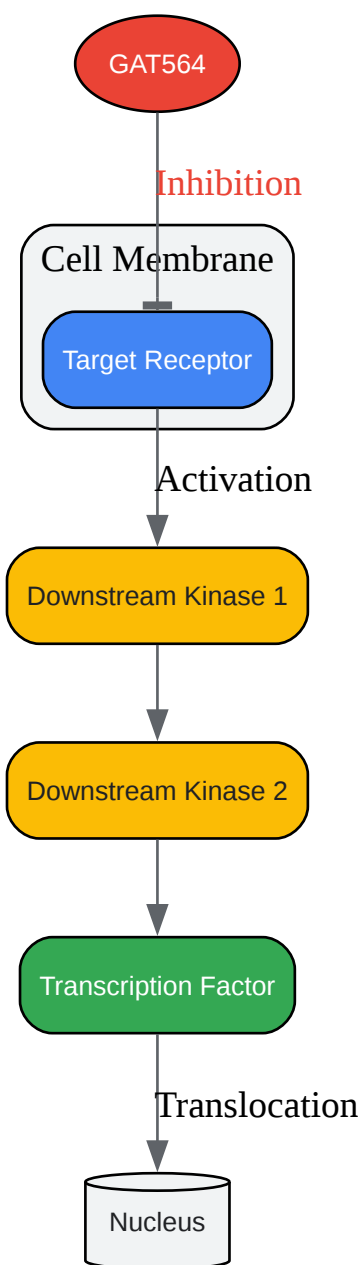 GAT564
Inhibition
Cell Membrane
Target Receptor
Activation
Downstream Kinase 1
Downstream Kinase 2
Transcription Factor
Translocation
Nucleus